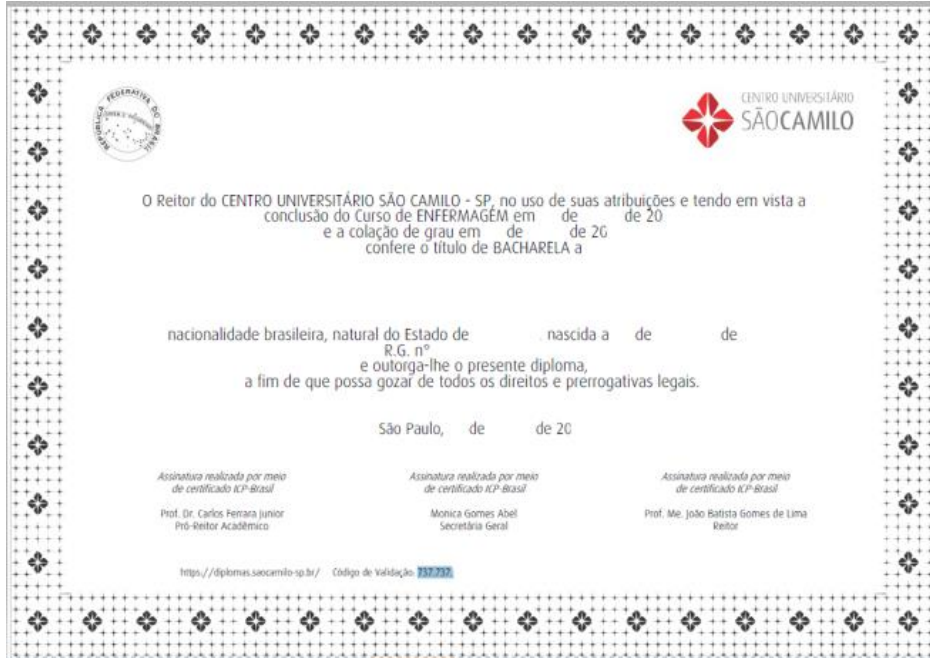 REPÚBLICA FEDERATIVA DO BRASIL
CENTRO UNIVERSITÁRIO
SÃOCAMILO
O Reitor do CENTRO UNIVERSITÁRIO SÃO CAMILO - SP, no uso de suas atribuições e tendo em vista a
conclusão do Curso de ENFERMAGEM em de de 20
e a colação de grau em de de 20
confere o título de BACHARELA a
nacionalidade brasileira, natural do Estado de , nascida a de de
R.G. n°
e outorga-lhe o presente diploma,
a fim de que possa gozar de todos os direitos e prerrogativas legais.
São Paulo, de de 20
Assinatura realizada por meio
de certificado ICP-Brasil
Prof. Dr. Carlos Ferrara Junior
Pró-Reitor Acadêmico
Assinatura realizada por meio
de certificado ICP-Brasil
Monica Gomes Abel
Secretária Geral
Assinatura realizada por meio
de certificado ICP-Brasil
Prof. Me. João Batista Gomes de Lima
Reitor
https://diplomas.saocamilo-sp.br/ Código de Validação: 737.737.